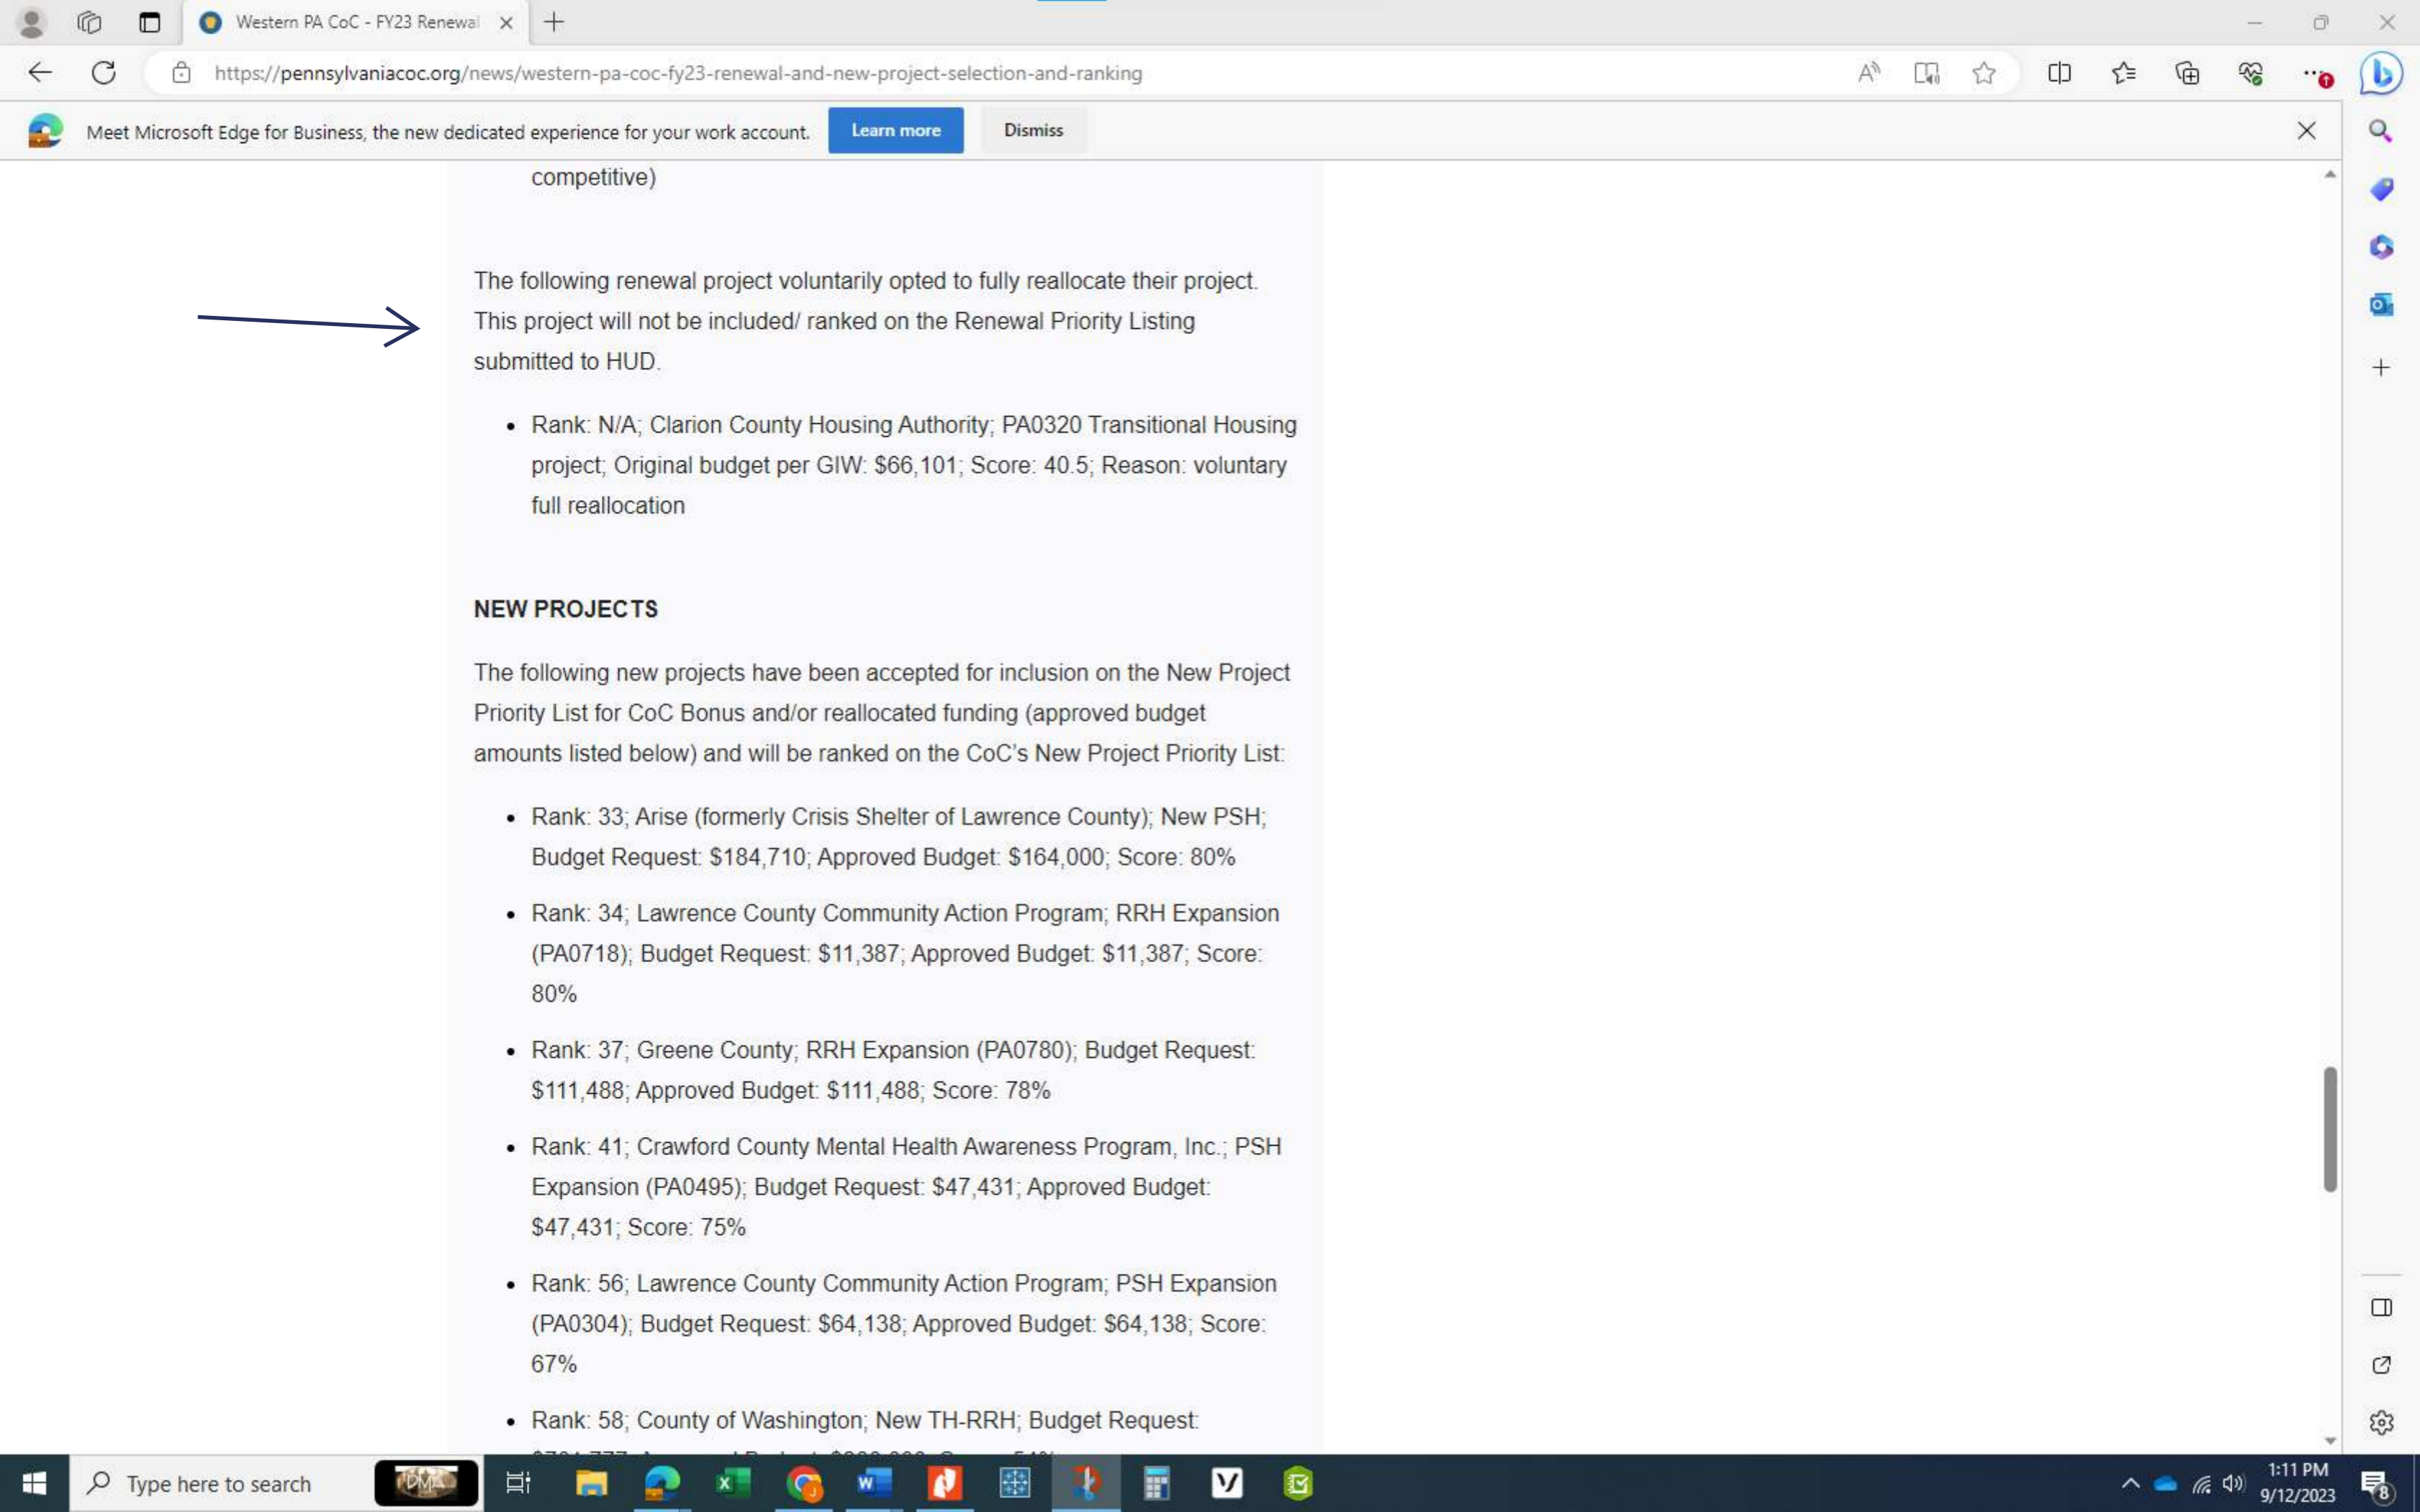 Western PA CoC - FY23 Renewal
https://pennsylvaniacoc.org/news/western-pa-coc-fy23-renewal-and-new-project-selection-and-ranking
Meet Microsoft Edge for Business, the new dedicated experience for your work account.
Learn more
Dismiss
competitive)
The following renewal project voluntarily opted to fully reallocate their project.
This project will not be included/ ranked on the Renewal Priority Listing
submitted to HUD.
• Rank: N/A; Clarion County Housing Authority; PA0320 Transitional Housing
project; Original budget per GIW: $66,101; Score: 40.5; Reason: voluntary
full reallocation
NEW PROJECTS
The following new projects have been accepted for inclusion on the New Project
Priority List for CoC Bonus and/or reallocated funding (approved budget
amounts listed below) and will be ranked on the CoC's New Project Priority List:
• Rank: 33; Arise (formerly Crisis Shelter of Lawrence County); New PSH;
Budget Request: $184,710; Approved Budget: $164,000; Score: 80%
• Rank: 34; Lawrence County Community Action Program; RRH Expansion
(PA0718); Budget Request: $11,387; Approved Budget: $11,387; Score:
80%
• Rank: 37; Greene County; RRH Expansion (PA0780); Budget Request:
$111,488; Approved Budget: $111,488; Score: 78%
• Rank: 41; Crawford County Mental Health Awareness Program, Inc.; PSH
Expansion (PA0495); Budget Request: $47,431; Approved Budget:
$47,431; Score: 75%
• Rank: 56; Lawrence County Community Action Program; PSH Expansion
(PA0304); Budget Request: $64,138; Approved Budget: $64,138; Score:
67%
• Rank: 58; County of Washington; New TH-RRH; Budget Request:
Type here to search
DMA
1:11 PM
9/12/2023
8